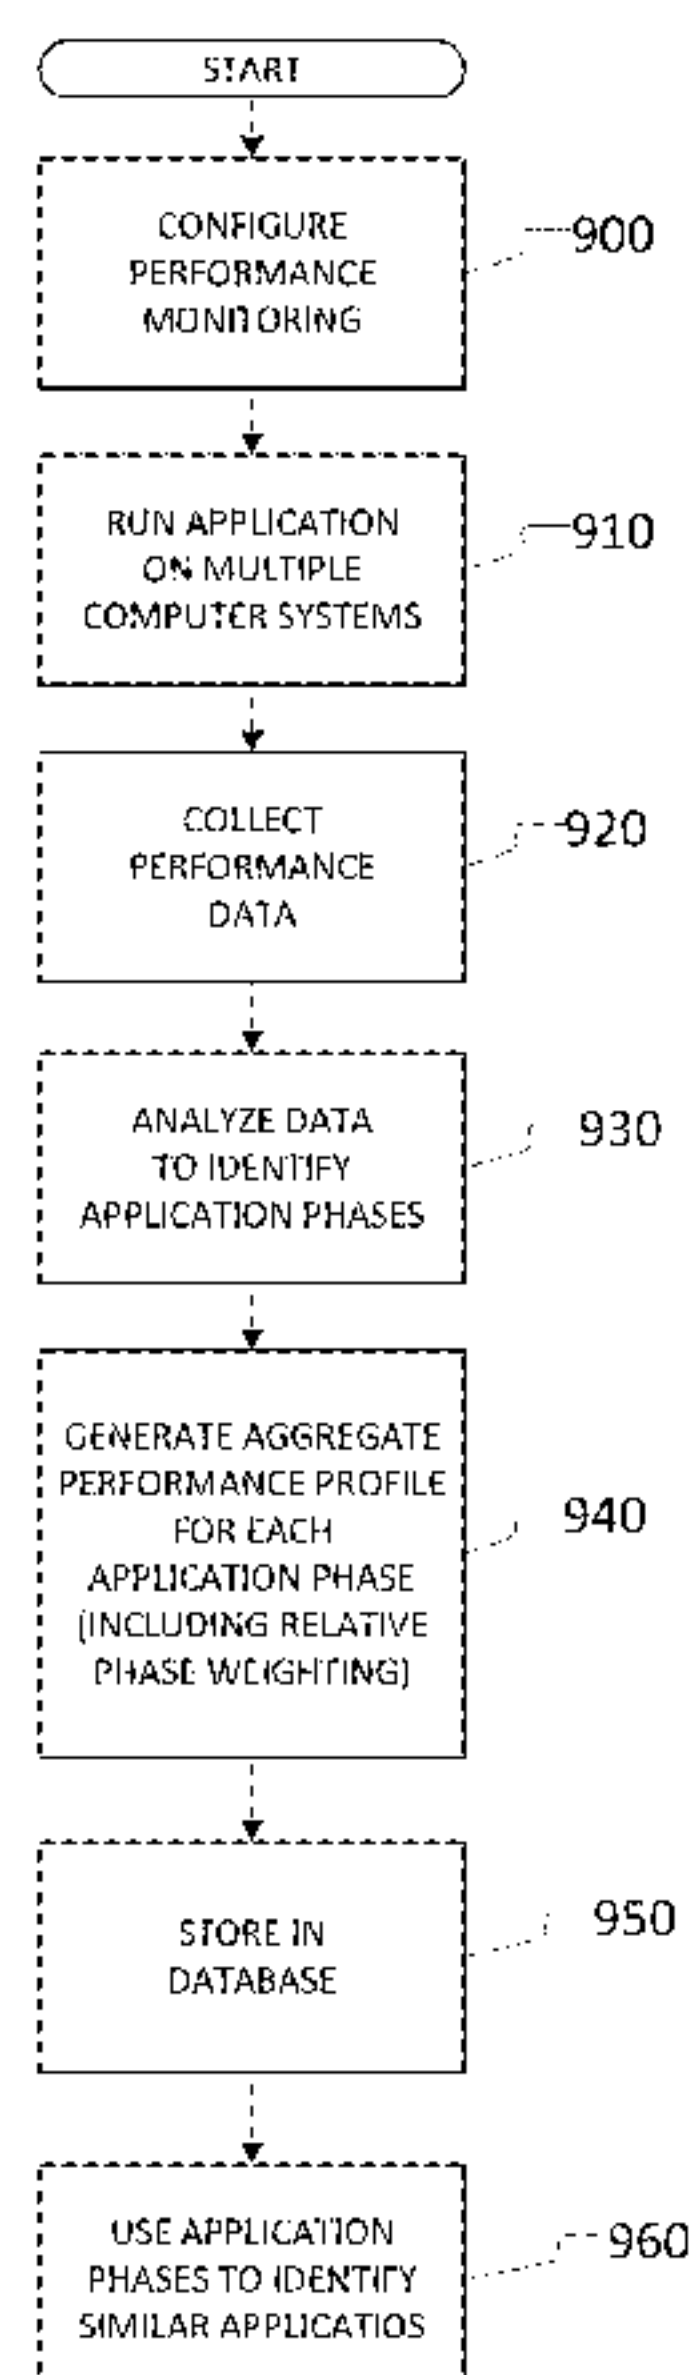 START
CONFIGURE
PERFORMANCE
MONITORING
900
RUN APPLICATION
ON MULTIPLE
COMPUTER SYSTEMS
910
COLLECT
PERFORMANCE
DATA
920
ANALYZE DATA
TO IDENTIFY
APPLICATION PHASES
930
GENERATE AGGREGATE
PERFORMANCE PROFILE
FOR EACH
APPLICATION PHASE
(INCLUDING RELATIVE
PHASE WEIGHTING)
940
STORE IN
DATABASE
950
USE APPLICATION
PHASES TO IDENTIFY
SIMILAR APPLICATIOS
960